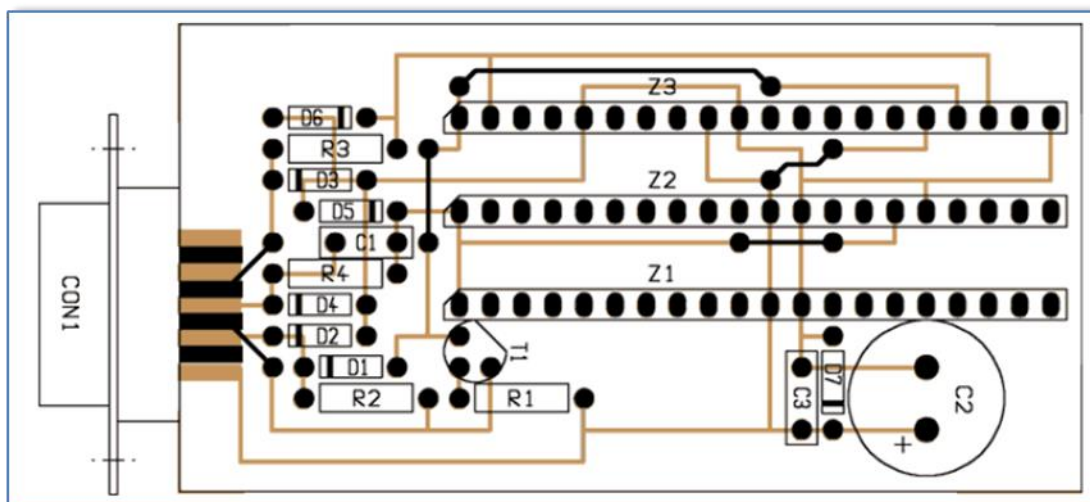 Z3
D6
R3
D3
Z2
D5
C1
R4
Z1
CON1
D4
D2
T1
D1
D7
R2
R1
C3
C2
+